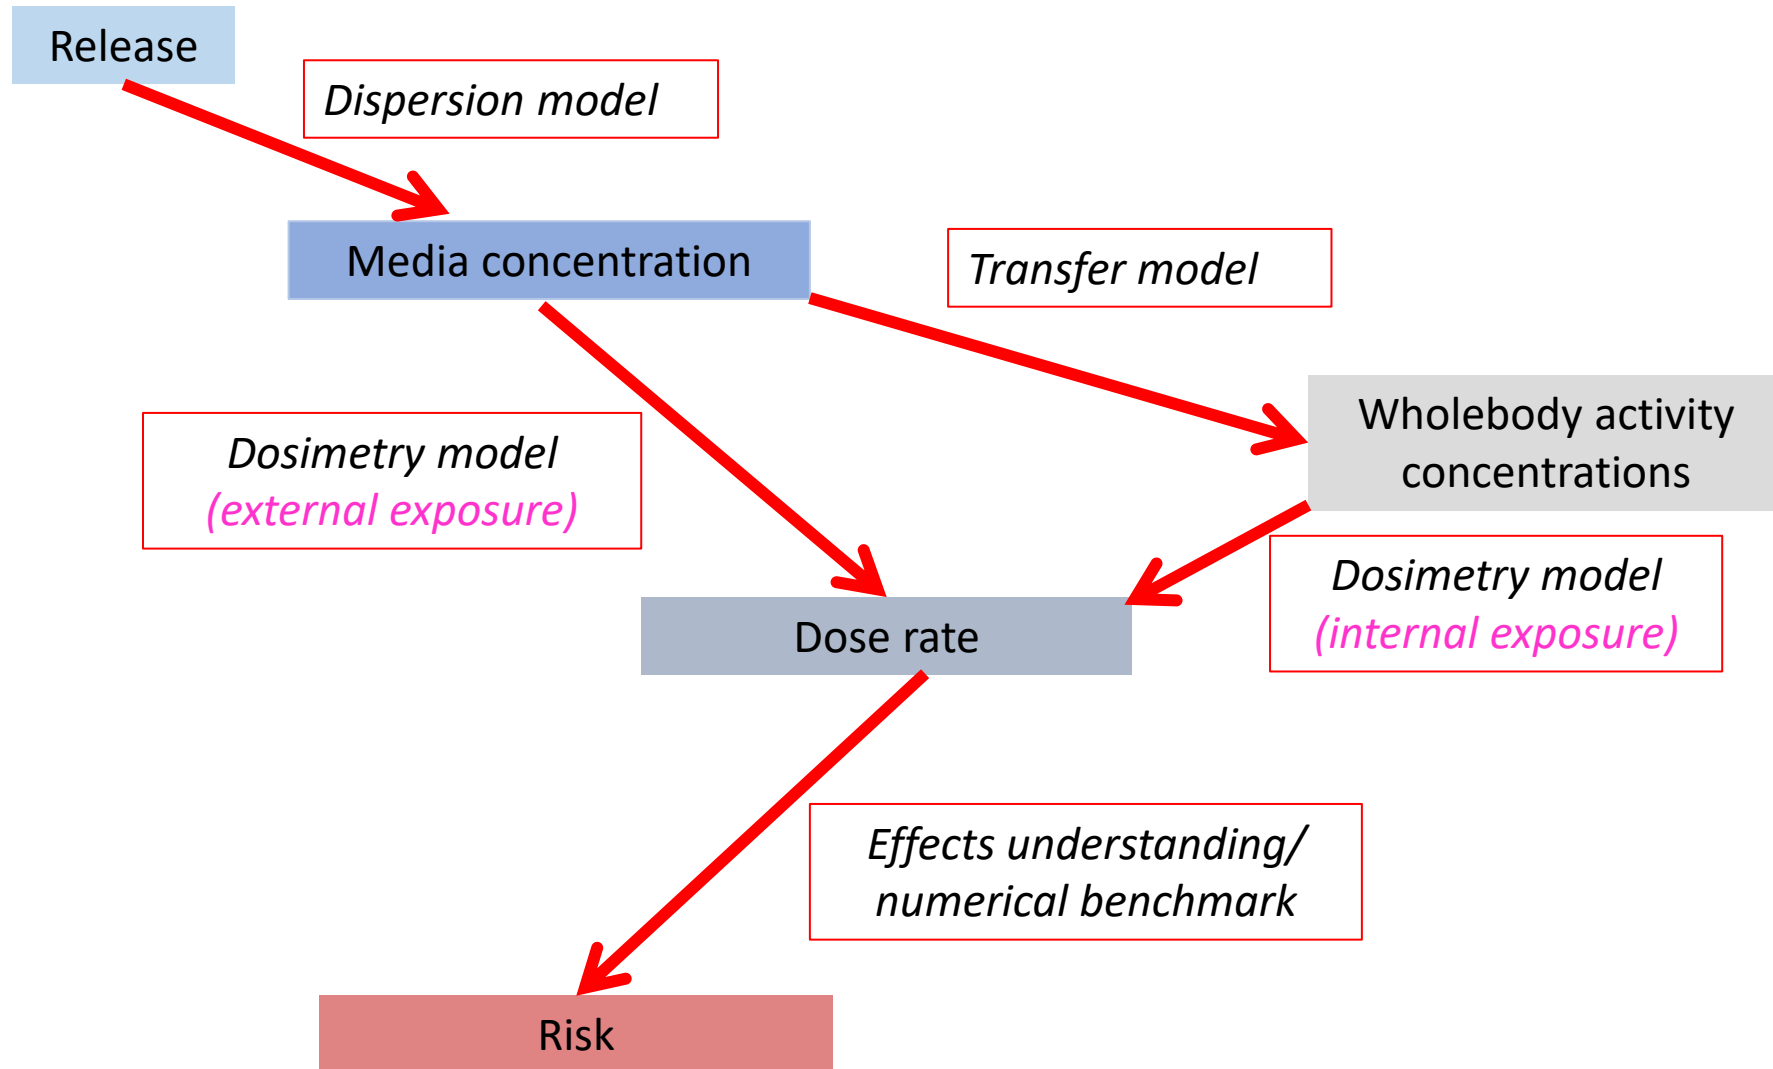 Release
Dispersion model
Media concentration
Transfer model
Wholebody activity
concentrations
Dosimetry model
(external exposure)
Dosimetry model
(internal exposure)
Dose rate
Effects understanding/
numerical benchmark
Risk